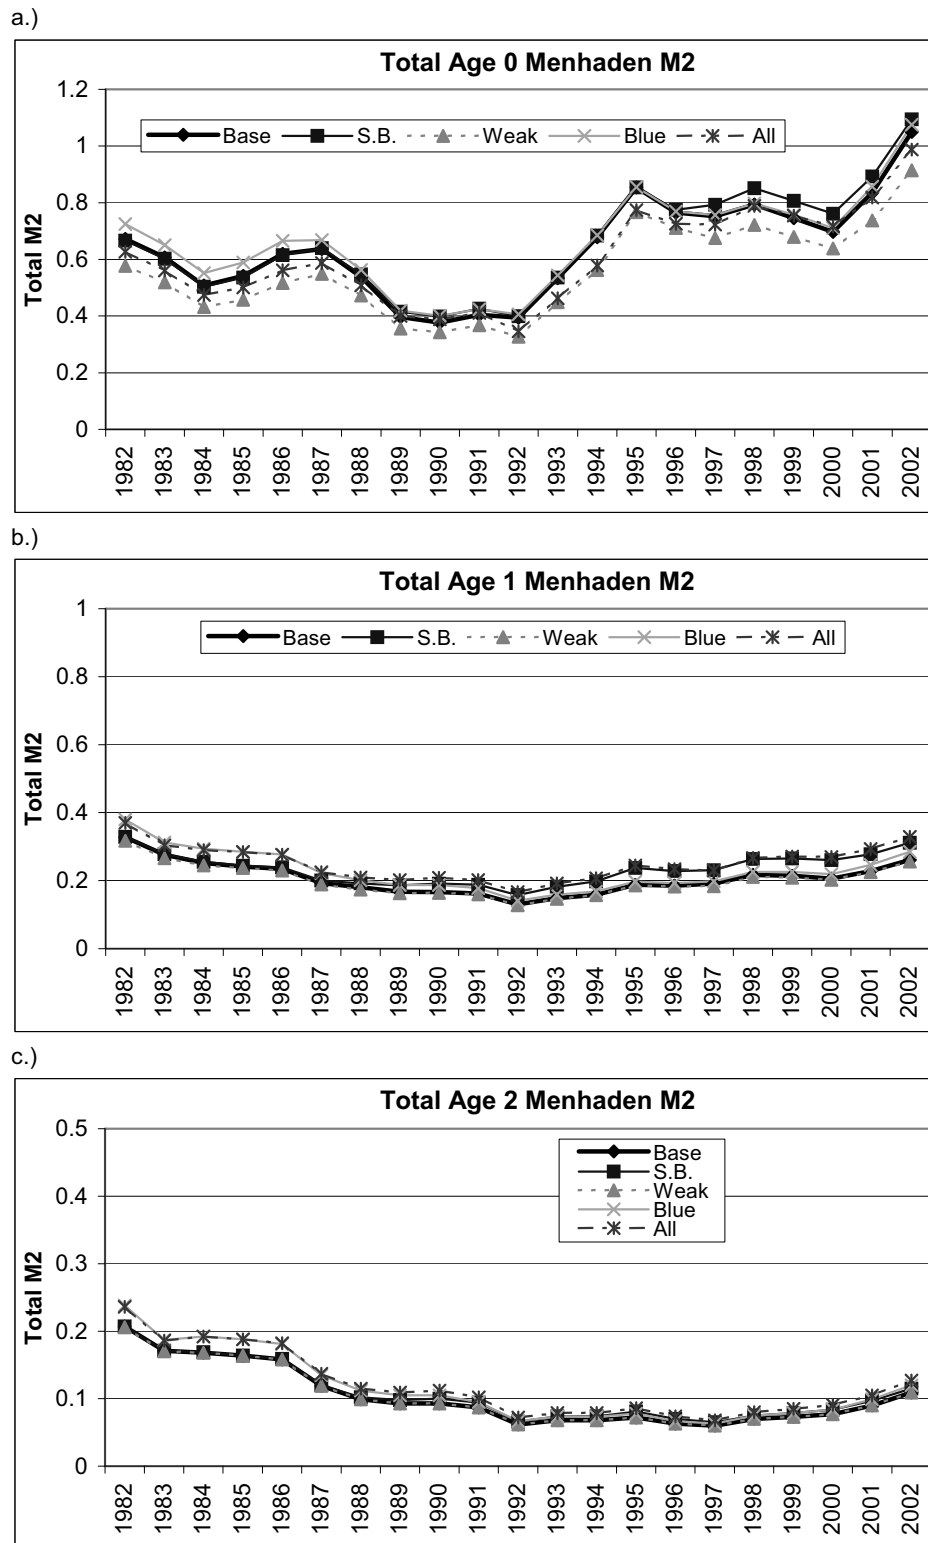 a.)
Total Age 0 Menhaden M2
Total M2
1.2
1
0.8
0.6
0.4
0.2
0
Base S.B. Weak Blue All
1982 1983 1984 1985 1986 1987 1988 1989 1990 1991 1992 1993 1994 1995 1996 1997 1998 1999 2000 2001 2002
b.)
Total Age 1 Menhaden M2
Total M2
1
0.8
0.6
0.4
0.2
0
Base S.B. Weak Blue All
1982 1983 1984 1985 1986 1987 1988 1989 1990 1991 1992 1993 1994 1995 1996 1997 1998 1999 2000 2001 2002
c.)
Total Age 2 Menhaden M2
Total M2
0.5
0.4
0.3
0.2
0.1
0
Base
S.B.
Weak
Blue
All
1982 1983 1984 1985 1986 1987 1988 1989 1990 1991 1992 1993 1994 1995 1996 1997 1998 1999 2000 2001 2002